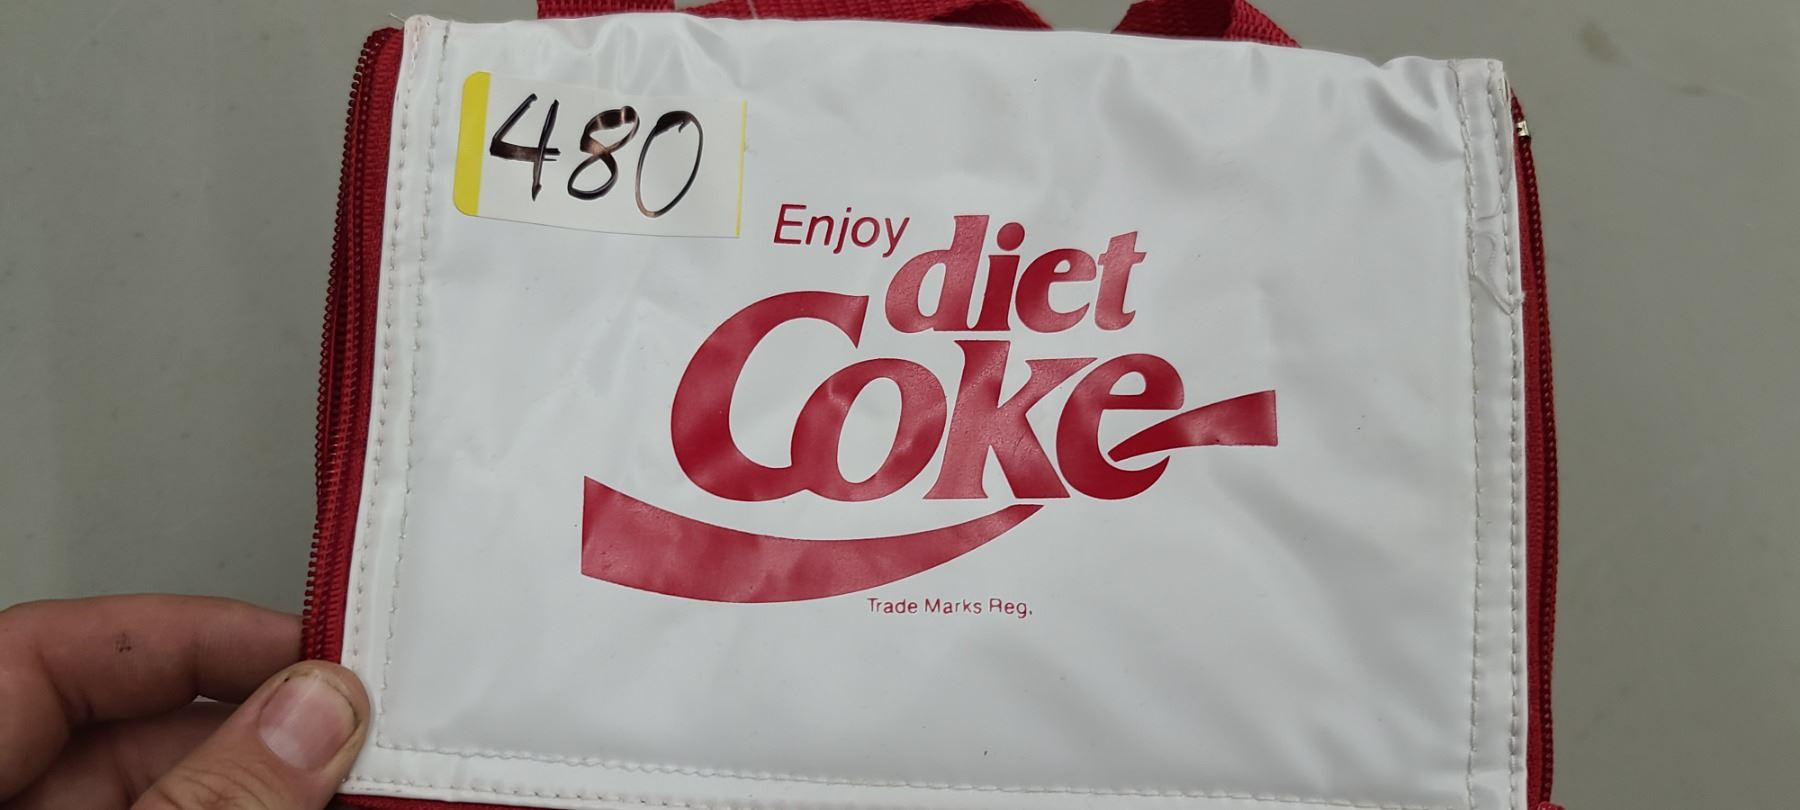 480
Enjoy
diet
Coke
Trade Marks Reg.